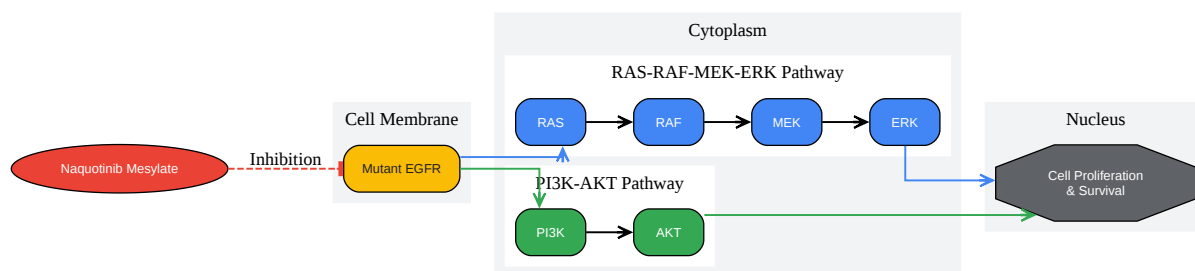 Cytoplasm
RAS-RAF-MEK-ERK Pathway
Cell Membrane
Nucleus
RAS
RAF
MEK
ERK
Naquotinib Mesylate
Inhibition
Mutant EGFR
Cell Proliferation
& Survival
PI3K-AKT Pathway
PI3K
AKT